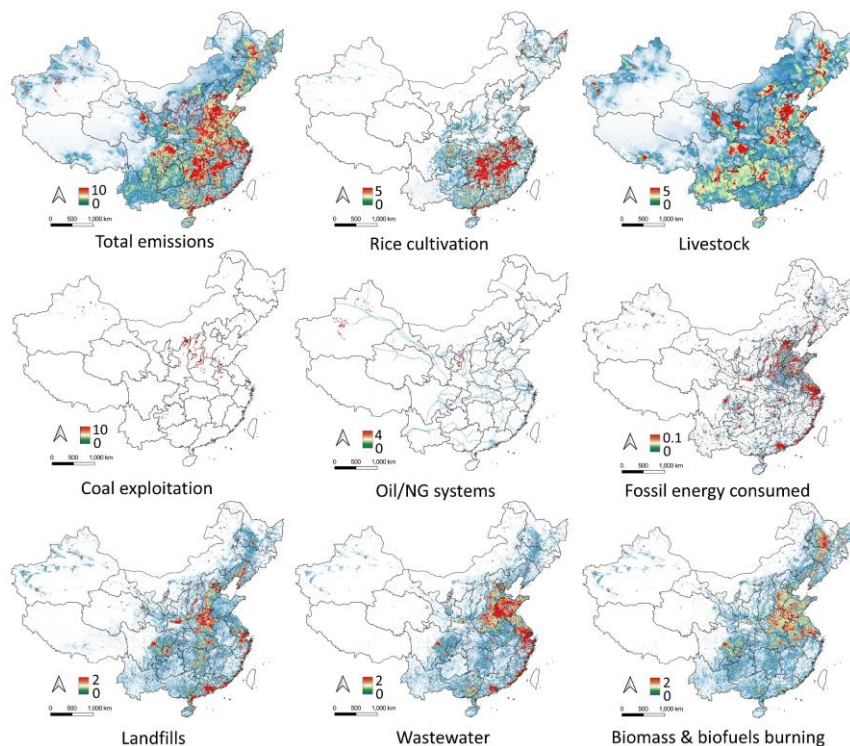 10
0
0 500 1,000 km
Total emissions
5
0
0 500 1,000 km
Rice cultivation
5
0
0 500 1,000 km
Livestock
10
0
0 500 1,000 km
Coal exploitation
4
0
0 500 1,000 km
Oil/NG systems
0.1
0
0 500 1,000 km
Fossil energy consumed
2
0
0 500 1,000 km
Landfills
2
0
0 500 1,000 km
Wastewater
2
0
0 500 1,000 km
Biomass & biofuels burning